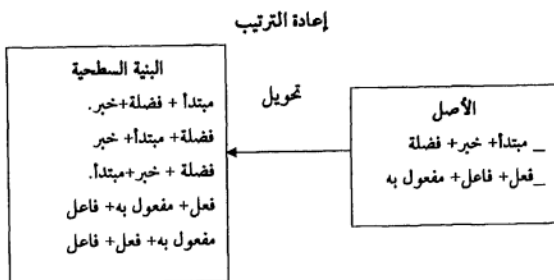 إعادة الترتيب
الأصل
_ مبتدأ+ خبر+ فضلة
_فعل+ فاعل+ مفعول به
تحويل
البنية السطحية
مبتدأ + فضلة+خبر.
فضلة+ مبتدأ+ خبر
فضلة + خبر+مبتدأ.
فعل + مفعول به+ فاعل
مفعول به+ فعل+ فاعل